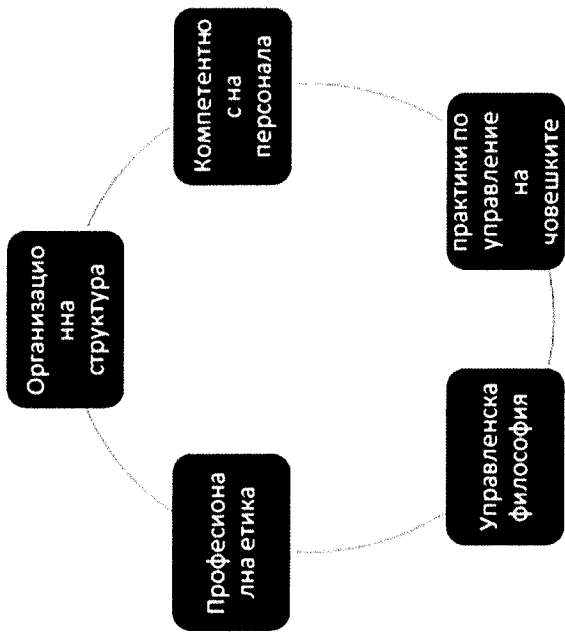 Организацио
нна
структура
Компетентно
с на
персонала
практики по
управление
на
човешките
Управленска
философия
Професиона
лна етика